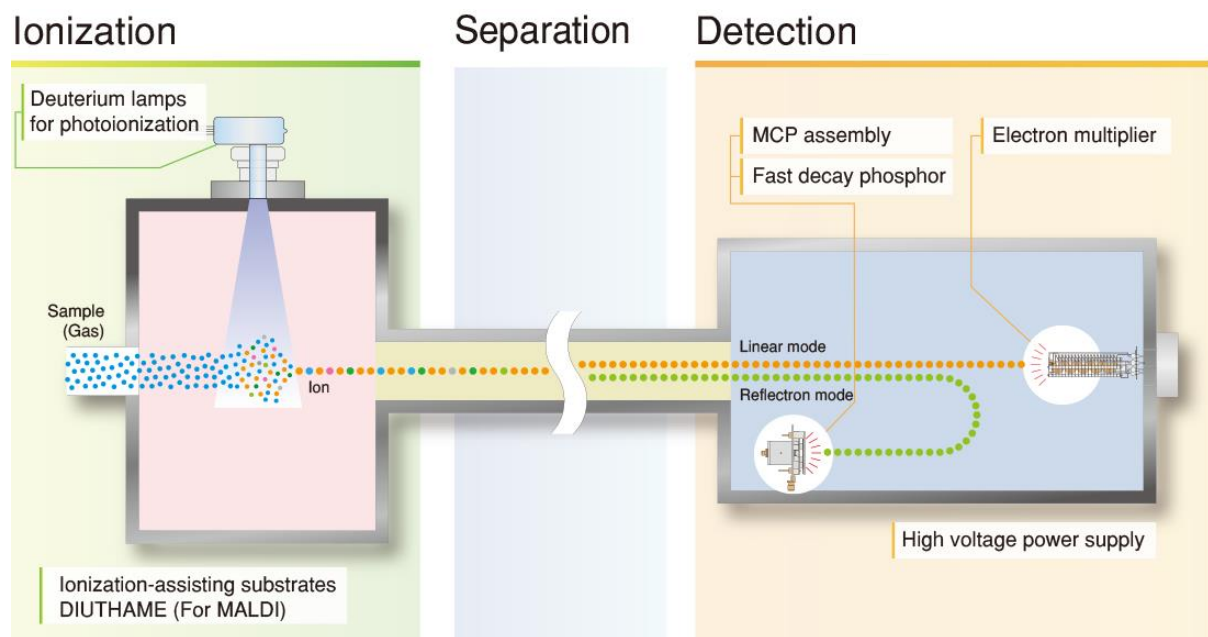 Ionization
Separation
Detection
Deuterium lamps
for photoionization
MCP assembly
Fast decay phosphor
Electron multiplier
Sample
(Gas)
Ion
Linear mode
Reflectron mode
High voltage power supply
Ionization-assisting substrates
DIUTHAME (For MALDI)